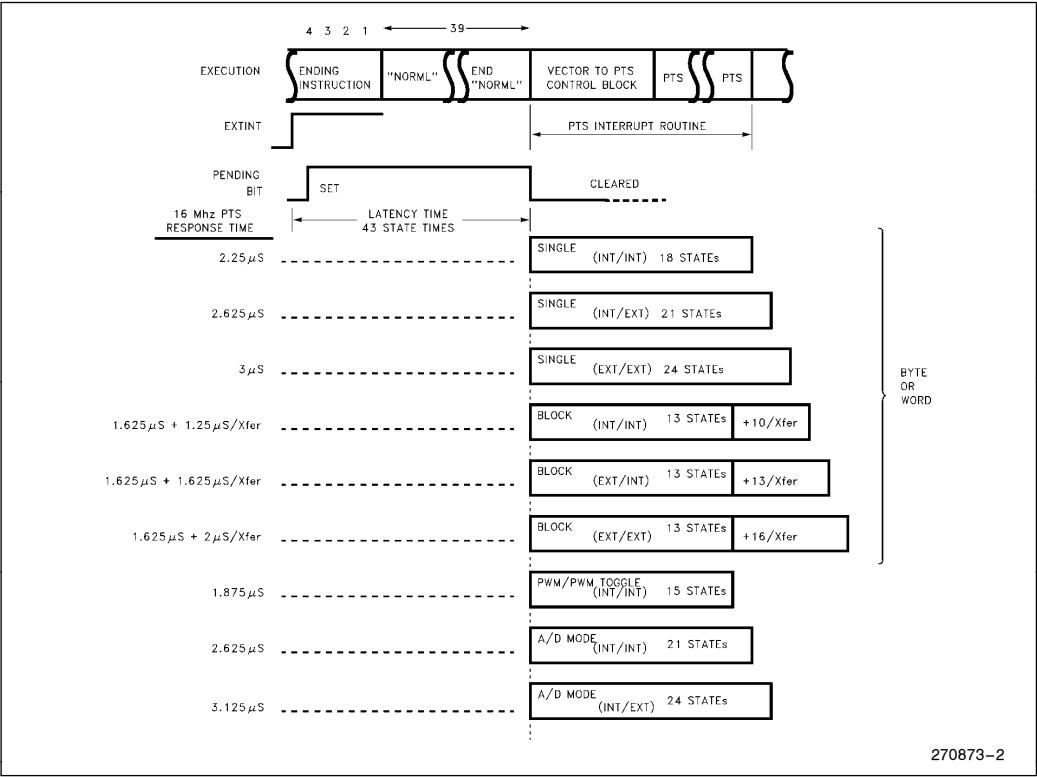 4 3 2 1
39
EXECUTION
ENDING
INSTRUCTION
"NORML"
END
"NORML"
VECTOR TO PTS
CONTROL BLOCK
PTS
PTS
EXTINT
PTS INTERRUPT ROUTINE
PENDING
BIT
SET
CLEARED
16 Mhz PTS
RESPONSE TIME
LATENCY TIME
43 STATE TIMES
2.25µS
SINGLE
(INT/INT) 18 STATEs
2.625µS
SINGLE
(INT/EXT) 21 STATEs
3µS
SINGLE
(EXT/EXT) 24 STATEs
BYTE
OR
WORD
1.625µS + 1.25µS/Xfer
BLOCK
(INT/INT)
13 STATEs
+10/Xfer
1.625µS + 1.625µS/Xfer
BLOCK
(EXT/INT)
13 STATEs
+13/Xfer
1.625µS + 2µS/Xfer
BLOCK
(EXT/EXT)
13 STATEs
+16/Xfer
1.875µS
PWM/PWM TOGGLE
(INT/INT) 15 STATEs
2.625µS
A/D MODE
(INT/INT) 21 STATEs
3.125µS
A/D MODE
(INT/EXT) 24 STATEs
270873-2